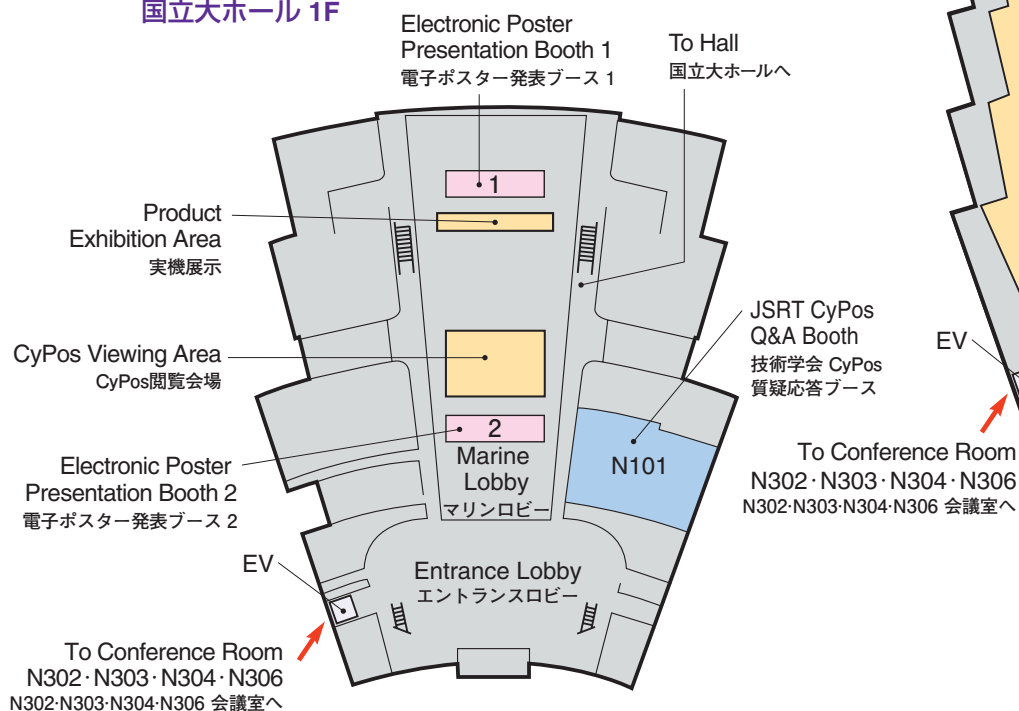 国立大ホール 1F
Electronic Poster
Presentation Booth 1
電子ポスター発表ブース 1
To Hall
国立大ホールへ
1
Product
Exhibition Area
実機展示
CyPos Viewing Area
CyPos閲覧会場
JSRT CyPos
Q&A Booth
技術学会 CyPos
質疑応答ブース
EV
2
Marine
Lobby
マリンロビー
N101
Electronic Poster
Presentation Booth 2
電子ポスター発表ブース 2
To Conference Room
N302·N303·N304·N306
N302·N303·N304·N306 会議室へ
EV
Entrance Lobby
エントランスロビー
To Conference Room
N302·N303·N304·N306
N302·N303·N304·N306 会議室へ